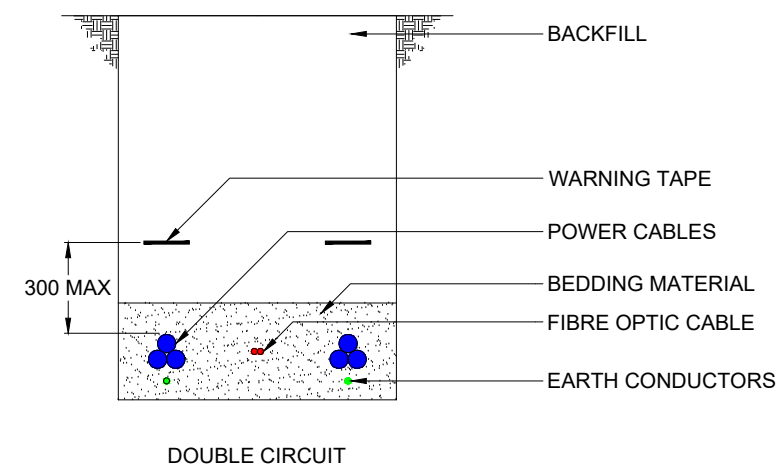 BACKFILL
WARNING TAPE
POWER CABLES
300 MAX
BEDDING MATERIAL
FIBRE OPTIC CABLE
EARTH CONDUCTORS
DOUBLE CIRCUIT